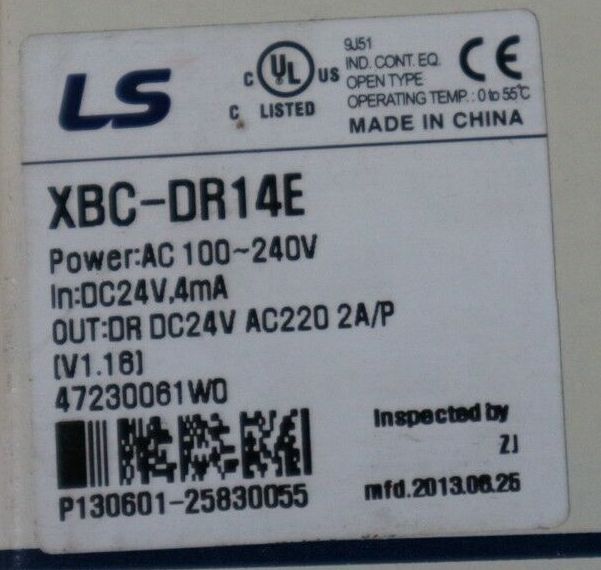 LS
C UL US
C LISTED
9J51
IND. CONT. EQ.
OPEN TYPE
OPERATING TEMP.: 0 to 55℃
MADE IN CHINA
CE
XBC-DR14E
Power:AC 100~240V
In:DC24V,4mA
OUT:DR DC24V AC220 2A/P
(V1.16)
47230061W0
P130601-25830055
Inspected by
ZJ
mfd.2013.06.25